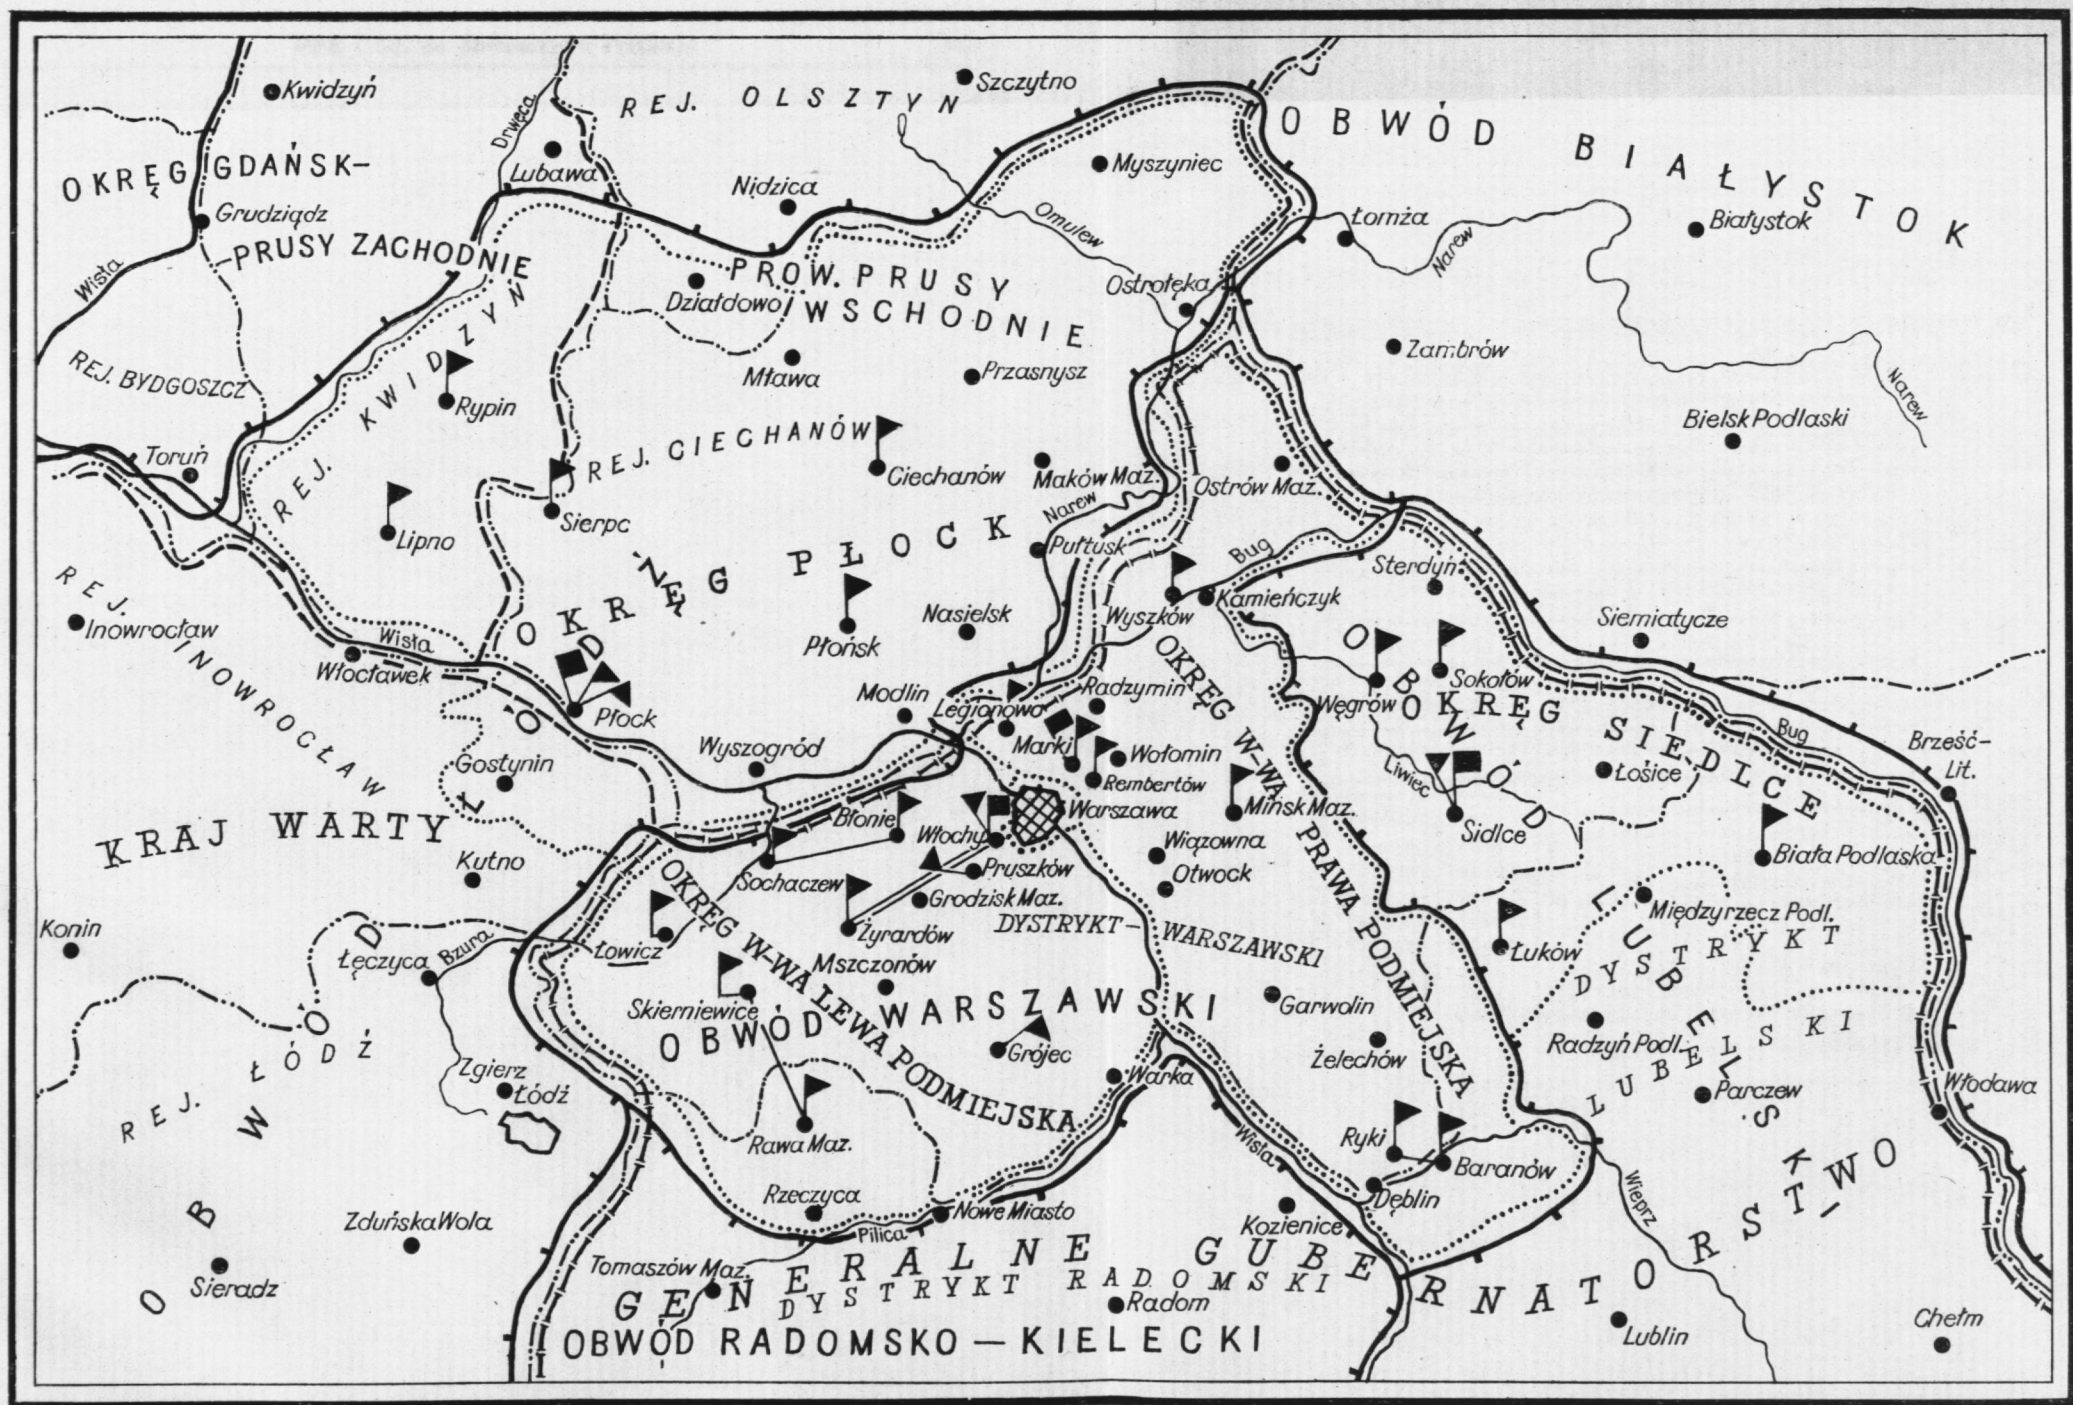 Kwidzyń
Szczytno
REJ. OLSZTYN
Drwęca
OBWÓD BIAŁYSTOK
Lubawa
Nidzica
Myszyniec
OKRĘG GDAŃSK–
Grudziądz
–PRUSY ZACHODNIE
Omulew
Łomża
Białystok
Narew
Wisła
PROW. PRUSY
WSCHODNIE
Działdowo
Ostrołęka
REJ. BYDGOSZCZ
REJ. KWIDZYŃ
Mława
Przasnysz
Zambrów
Narew
Rypin
REJ. CIECHANÓW
Bielsk Podlaski
Toruń
Ciechanów
Maków Maz.
Ostrów Maz.
Lipno
Sierpc
Narew
OKRĘG PŁOCK
Pułtusk
Bug
Sterdyń
REJ. INOWROCŁAW
Inowrocław
Płońsk
Nasielsk
Wyszków
Kamieńczyk
Siemiatycze
Wisła
Włocławek
Płock
Modlin
Legionowo
Radzymin
Węgrów
Sokołów
OKRĘG SIEDLCE
Bug
Brześć–
Lit.
Gostynin
Wyszogród
Marki
Wołomin
Rembertów
Liwiec
Łosice
KRAJ WARTY
Błonie
Włochy
Warszawa
Mińsk Maz.
Sidlce
Kutno
Sochaczew
Pruszków
Wiązowna
Otwock
Biała Podlaska
Grodzisk Maz.
Międzyrzecz Podl.
Konin
Łęczyca
Bzura
Łowicz
Żyrardów
DYSTRYKT – WARSZAWSKI
Łuków
DYSTRYKT
LUBELSKI
Mszczonów
Skierniewice
OBWÓD WARSZAWSKI
OKRĘG W-WA LEWA PODMIEJSKA
OKRĘG W-WA PRAWA PODMIEJSKA
Garwolin
Radzyń Podl.
REJ. ŁÓDŹ
Grójec
Żelechów
OBWÓD
LUBELSKI
Zgierz
Łódź
Warka
Parczew
Włodawa
OBWÓD ŁÓDŹ
Rawa Maz.
Wisła
Ryki
Baranów
Rzeczyca
Nowe Miasto
Dęblin
Wieprz
Zduńska Wola
Pilica
Kozienice
Sieradz
Tomaszów Maz.
GENERALNE GUBERNATORSTWO
DYSTRYKT RADOMSKI
Radom
Lublin
Chełm
OBWÓD RADOMSKO – KIELECKI